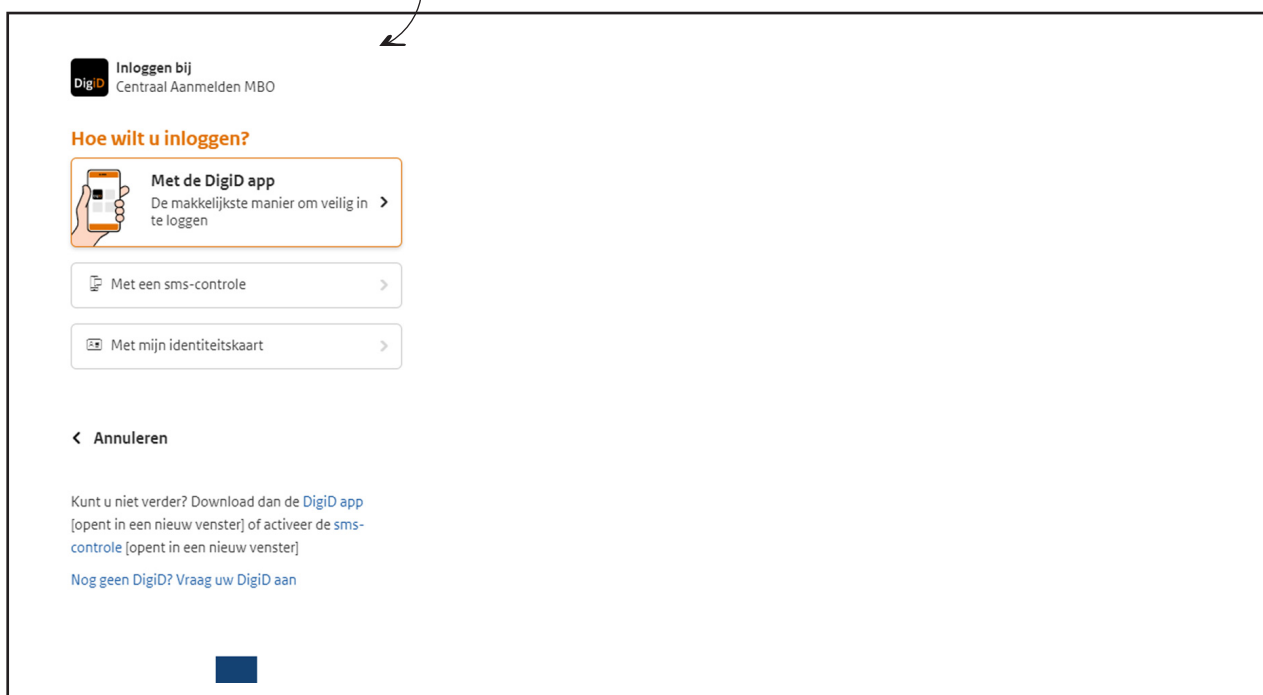 DigiD
Inloggen bij
Centraal Aanmelden MBO
Hoe wilt u inloggen?
Met de DigiD app
De makkelijkste manier om veilig in
te loggen
Met een sms-controle
Met mijn identiteitskaart
Annuleren
Kunt u niet verder? Download dan de DigiD app
[opent in een nieuw venster] of activeer de sms-
controle [opent in een nieuw venster]
Nog geen DigiD? Vraag uw DigiD aan